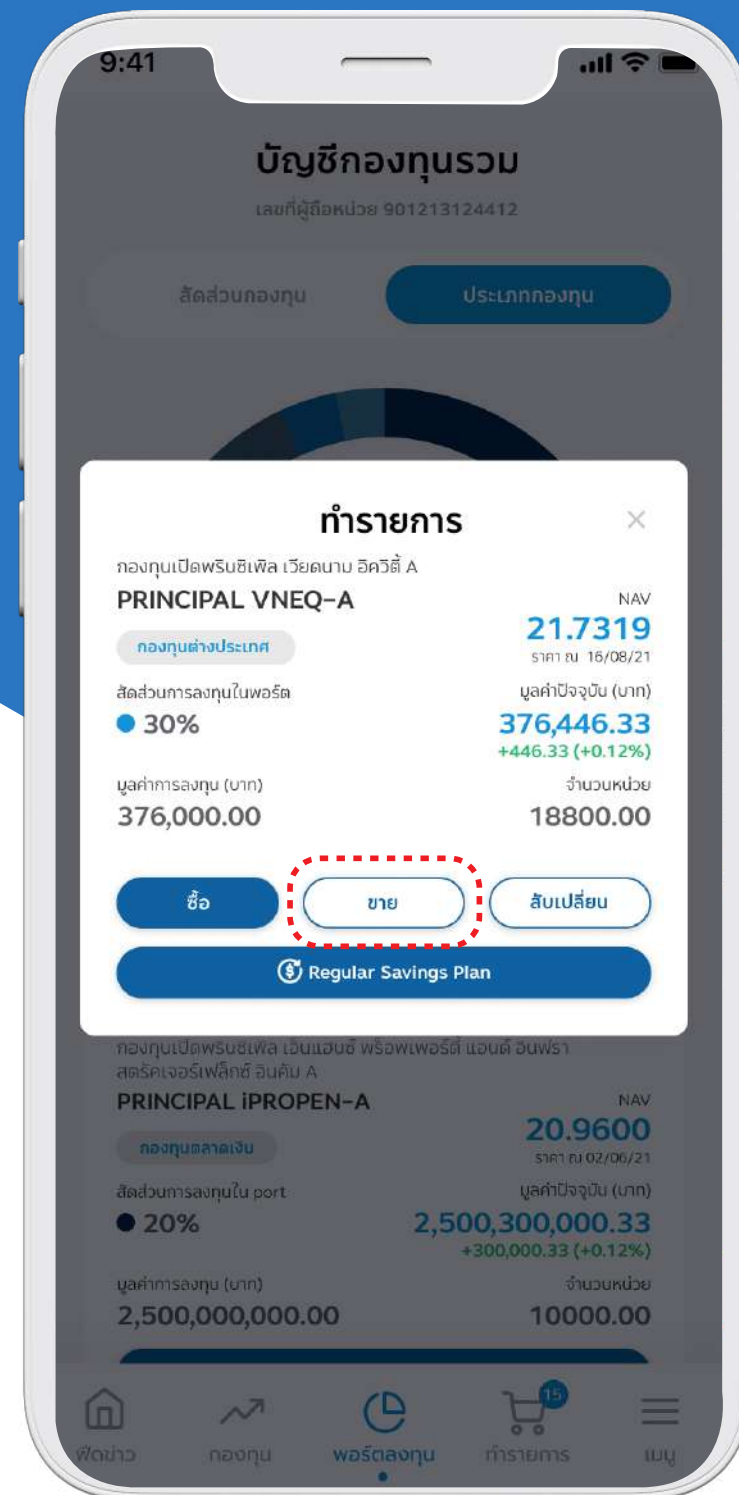 9:41
บัญชีกองทุนรวม
เลขที่ผู้ถือหน่วย 901213124412
สัดส่วนกองทุน ประเภทกองทุน
ทำรายการ ×
กองทุนเปิดพรินซิเพิล เวียดนาม อิควิตี้ A
PRINCIPAL VNEQ-A NAV
21.7319
กองทุนต่างประเทศ ราคา ณ 16/08/21
สัดส่วนการลงทุนในพอร์ต มูลค่าปัจจุบัน (บาท)
30% 376,446.33
+446.33 (+0.12%)
มูลค่าการลงทุน (บาท) จำนวนหน่วย
376,000.00 18800.00
ซื้อ ขาย สับเปลี่ยน
Regular Savings Plan
กองทุนเปิดพรินซิเพิล เอ็นแฮนซ์ พร็อพเพอร์ตี้ แอนด์ อินฟรา
สตรัคเจอร์เฟล็กซ์ อินคัม A
PRINCIPAL iPROPEN-A NAV
20.9600
กองทุนตลาดเงิน ราคา ณ 02/06/21
สัดส่วนการลงทุนใน port มูลค่าปัจจุบัน (บาท)
20% 2,500,300,000.33
+300,000.33 (+0.12%)
มูลค่าการลงทุน (บาท) จำนวนหน่วย
2,500,000,000.00 10000.00
15
ฟีดข่าว กองทุน พอร์ตลงทุน ทำรายการ เมนู